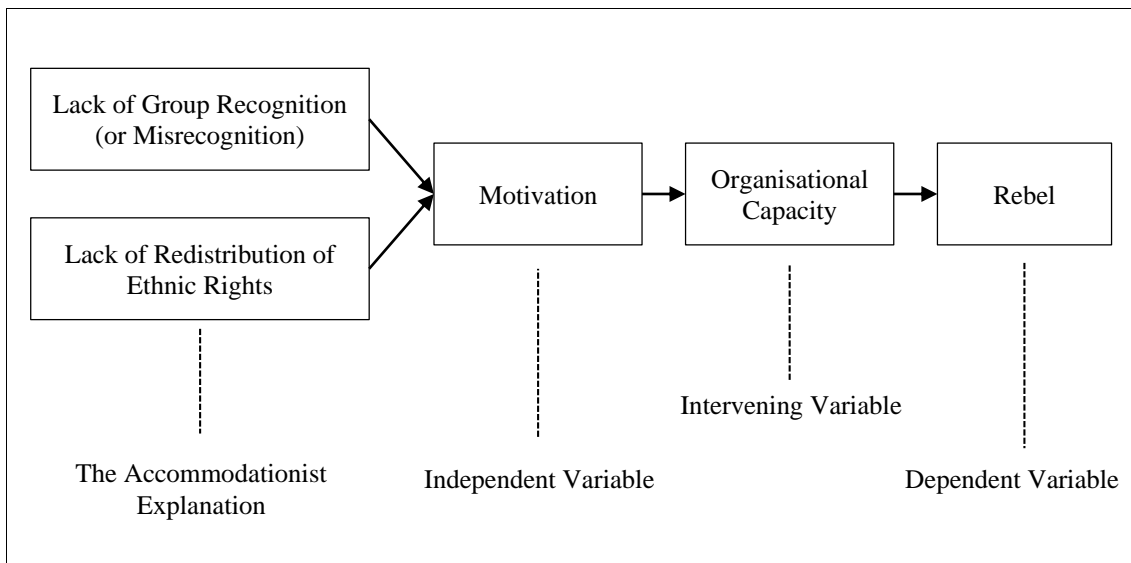 Lack of Group Recognition
(or Misrecognition)
Lack of Redistribution of
Ethnic Rights
Motivation
Organisational
Capacity
Rebel
The Accommodationist
Explanation
Independent Variable
Intervening Variable
Dependent Variable